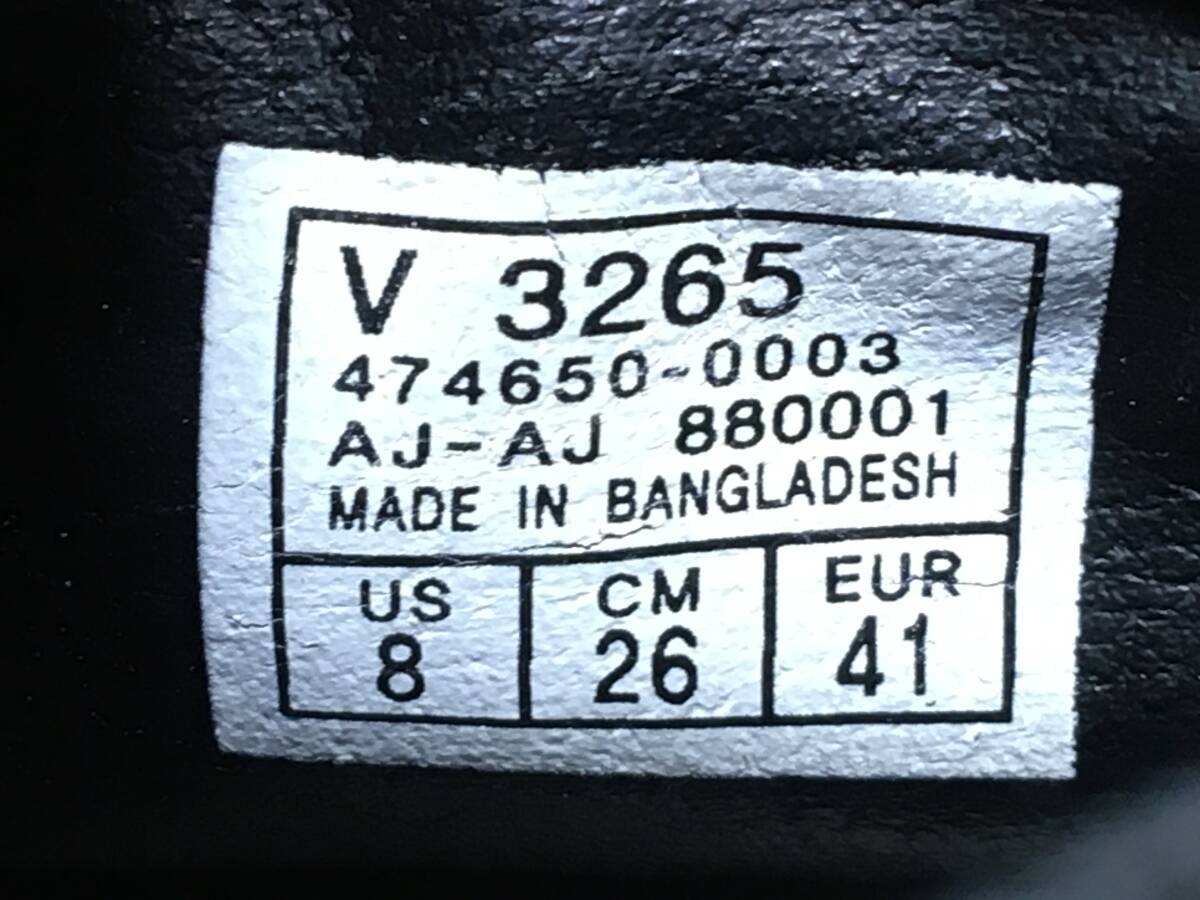 V 3265
474650-0003
AJ-AJ 880001
MADE IN BANGLADESH
US CM EUR
8 26 41